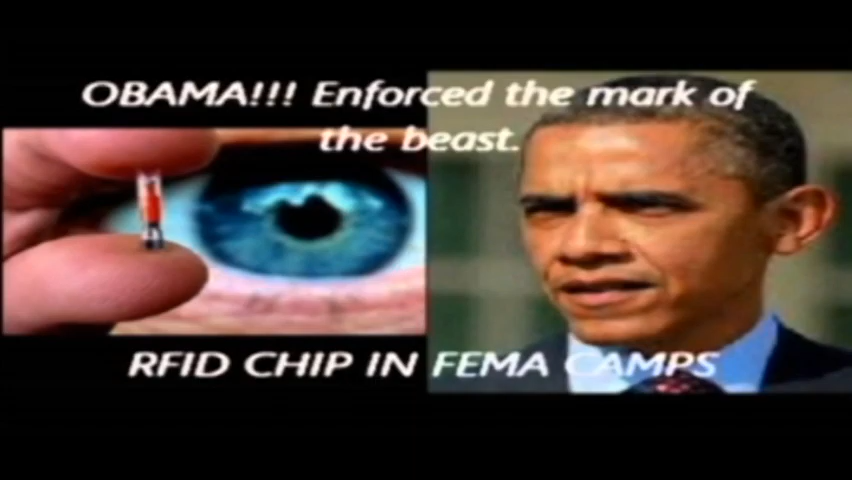 OBAMA!!! Enforced the mark of
the beast.
RFID CHIP IN FEMA CAMPS